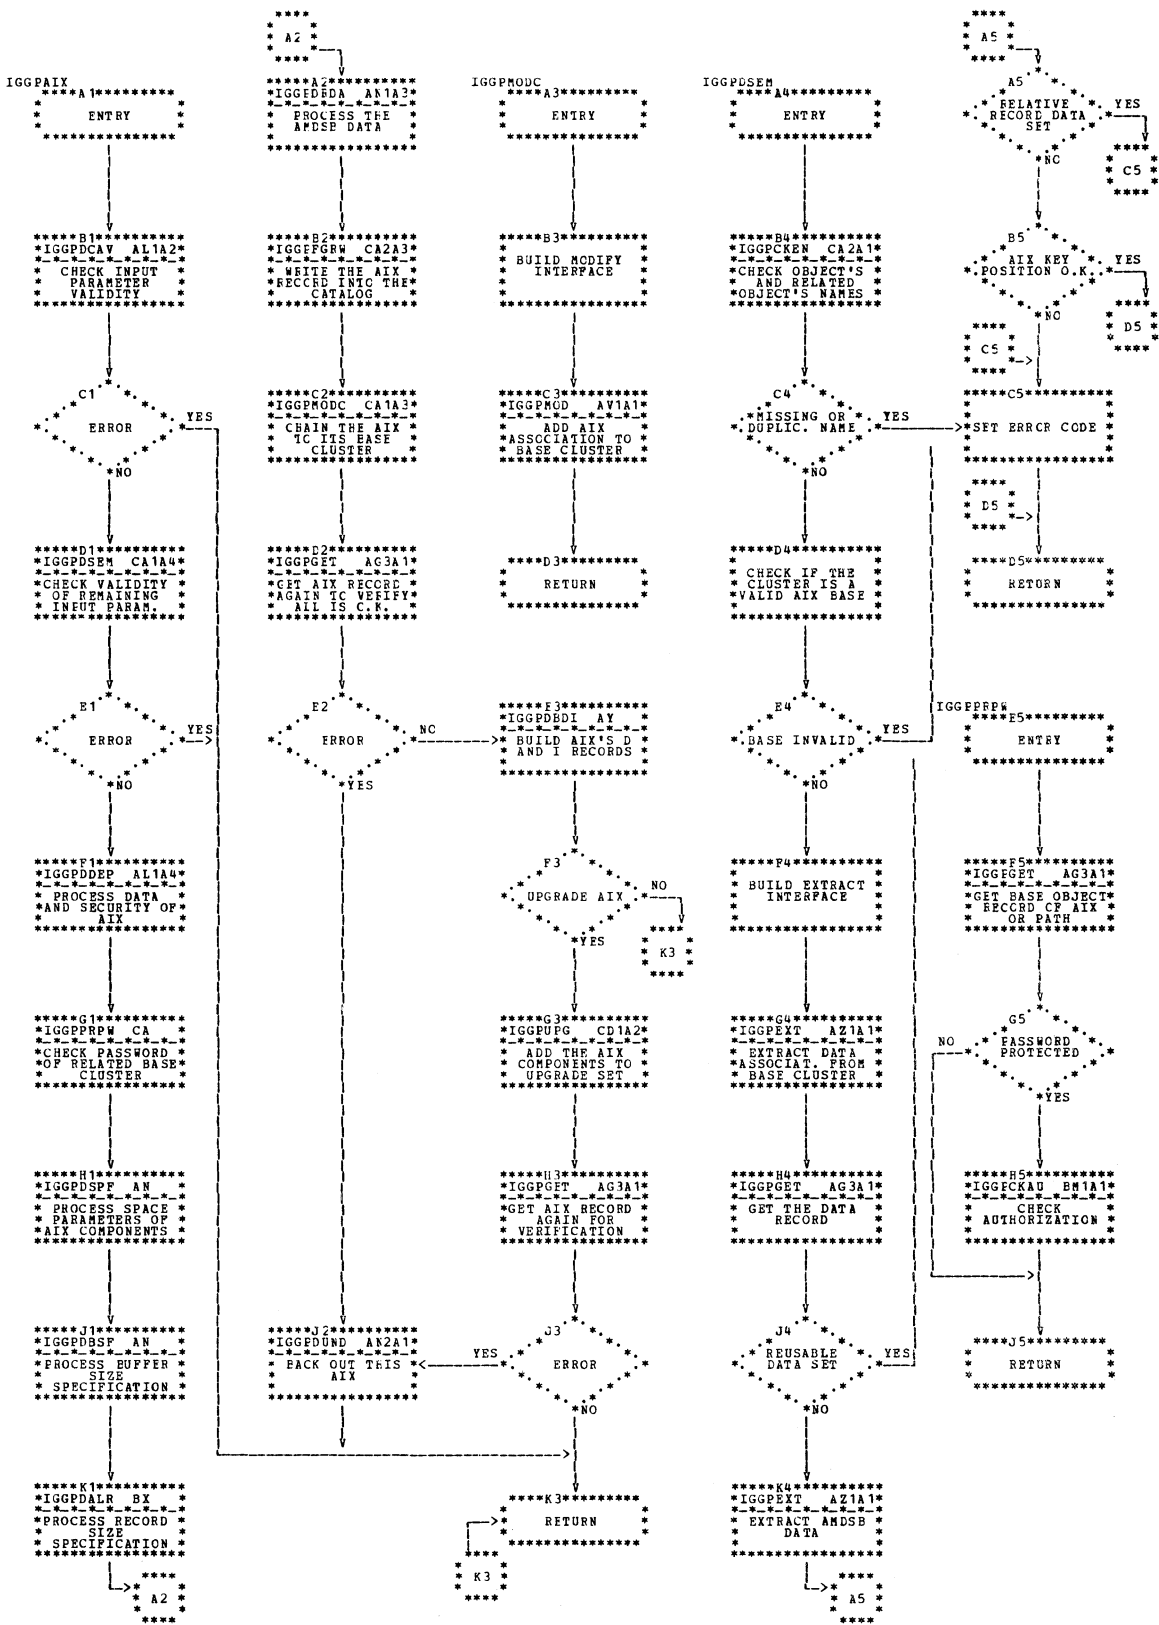 IGGPAIX
A1
ENTRY
B1
IGGPDCAV AL1A2
CHECK INPUT
PARAMETER
VALIDITY
C1
ERROR
YES
NO
D1
IGGPDSEM CA1A4
CHECK VALIDITY
OF REMAINING
INPUT PARAM.
E1
ERROR
YES
NO
F1
IGGPDDEP AL1A4
PROCESS DATA
AND SECURITY OF
AIX
G1
IGGPPRPW CA
CHECK PASSWORD
OF RELATED BASE
CLUSTER
H1
IGGPDSPF AN
PROCESS SPACE
PARAMETERS OF
AIX COMPONENTS
J1
IGGPDBSF AN
PROCESS BUFFER
SIZE
SPECIFICATION
K1
IGGPDALR BX
PROCESS RECORD
SIZE
SPECIFICATION
A2
A2
A2
IGGPDBDA AN1A3
PROCESS THE
AMDSB DATA
B2
IGGPFGRW CA2A3
WRITE THE AIX
RECORD INTO THE
CATALOG
C2
IGGPMODC CA1A3
CHAIN THE AIX
TO ITS BASE
CLUSTER
D2
IGGPGET AG3A1
GET AIX RECORD
AGAIN TO VERIFY
ALL IS O.K.
E2
ERROR
NO
YES
J2
IGGPDUND AN2A1
BACK OUT THIS
AIX
IGGPMODC
A3
ENTRY
B3
BUILD MODIFY
INTERFACE
C3
IGGPMOD AV1A1
ADD AIX
ASSOCIATION TO
BASE CLUSTER
D3
RETURN
E3
IGGPDBDI AY
BUILD AIX'S D
AND I RECORDS
F3
UPGRADE AIX
NO
K3
YES
G3
IGGPUPG CD1A2
ADD THE AIX
COMPONENTS TO
UPGRADE SET
H3
IGGPGET AG3A1
GET AIX RECORD
AGAIN FOR
VERIFICATION
J3
YES
ERROR
NO
K3
RETURN
K3
IGGPDSEM
A4
ENTRY
B4
IGGPCKEN CA2A1
CHECK OBJECT'S
AND RELATED
OBJECT'S NAMES
C4
MISSING OR
DUPLIC. NAME
YES
NO
D4
CHECK IF THE
CLUSTER IS A
VALID AIX BASE
E4
BASE INVALID
YES
NO
F4
BUILD EXTRACT
INTERFACE
G4
IGGPEXT AZ1A1
EXTRACT DATA
ASSOCIAT. FROM
BASE CLUSTER
H4
IGGPGET AG3A1
GET THE DATA
RECORD
J4
REUSABLE
DATA SET
YES
NO
K4
IGGPEXT AZ1A1
EXTRACT AMDSB
DATA
A5
A5
A5
RELATIVE
RECORD DATA
SET
YES
C5
NO
B5
AIX KEY
POSITION O.K.
YES
D5
NO
C5
C5
SET ERROR CODE
D5
D5
RETURN
IGGPPRPW
E5
ENTRY
F5
IGGPGET AG3A1
GET BASE OBJECT
RECORD OF AIX
OR PATH
G5
NO
PASSWORD
PROTECTED
YES
H5
IGGPCKAU BM1A1
CHECK
AUTHORIZATION
J5
RETURN